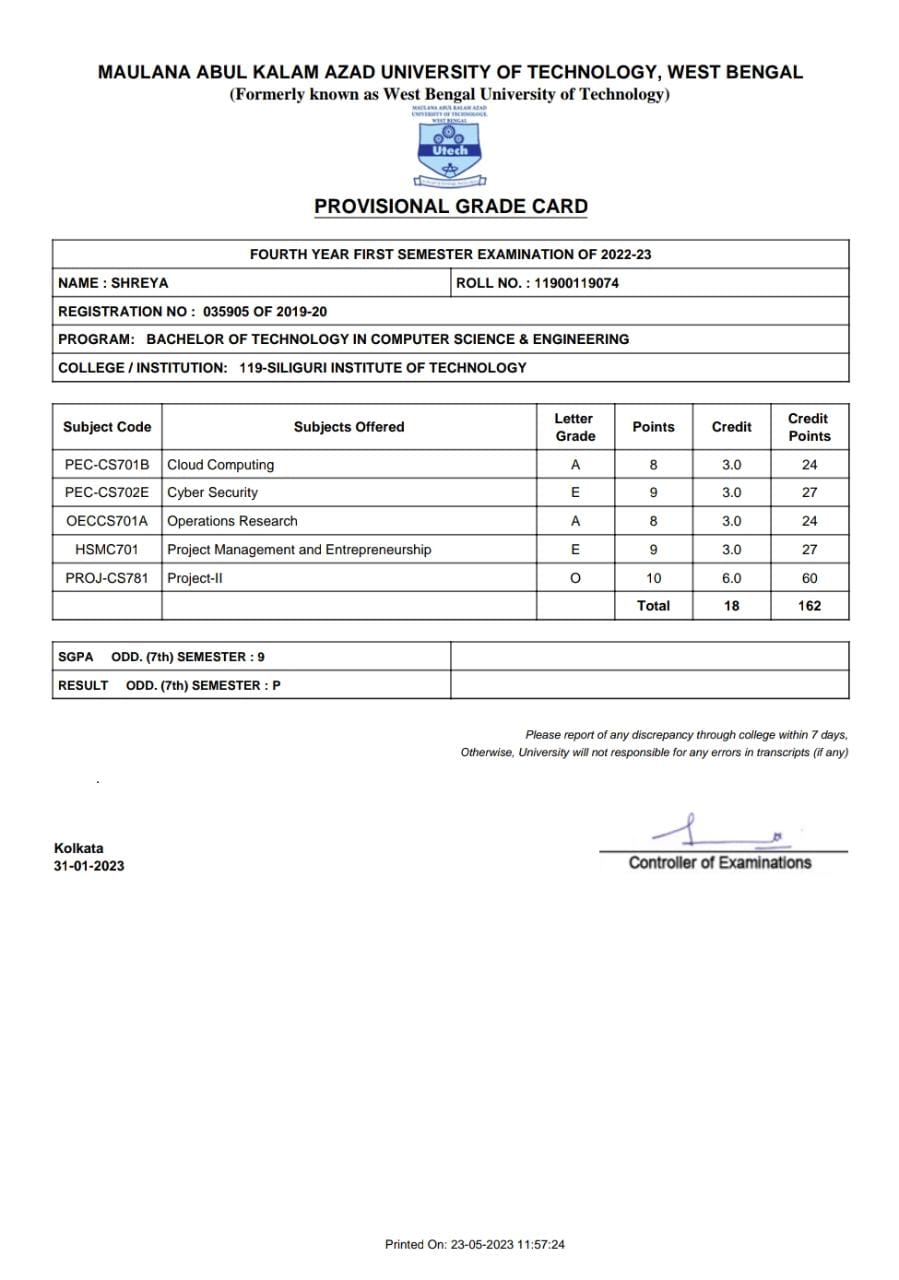 MAULANA ABUL KALAM AZAD UNIVERSITY OF TECHNOLOGY, WEST BENGAL
(Formerly known as West Bengal University of Technology)
MAULANA ABUL KALAM AZAD
UNIVERSITY OF TECHNOLOGY,
WEST BENGAL
Utech
PROVISIONAL GRADE CARD
FOURTH YEAR FIRST SEMESTER EXAMINATION OF 2022-23
NAME : SHREYA ROLL NO. : 11900119074
REGISTRATION NO : 035905 OF 2019-20
PROGRAM: BACHELOR OF TECHNOLOGY IN COMPUTER SCIENCE & ENGINEERING
COLLEGE / INSTITUTION: 119-SILIGURI INSTITUTE OF TECHNOLOGY
Subject Code Subjects Offered Letter Grade Points Credit Credit Points
PEC-CS701B Cloud Computing A 8 3.0 24
PEC-CS702E Cyber Security E 9 3.0 27
OECCS701A Operations Research A 8 3.0 24
HSMC701 Project Management and Entrepreneurship E 9 3.0 27
PROJ-CS781 Project-II O 10 6.0 60
Total 18 162
SGPA ODD. (7th) SEMESTER : 9
RESULT ODD. (7th) SEMESTER : P
Please report of any discrepancy through college within 7 days,
Otherwise, University will not responsible for any errors in transcripts (if any)
Kolkata
31-01-2023
Controller of Examinations
Printed On: 23-05-2023 11:57:24